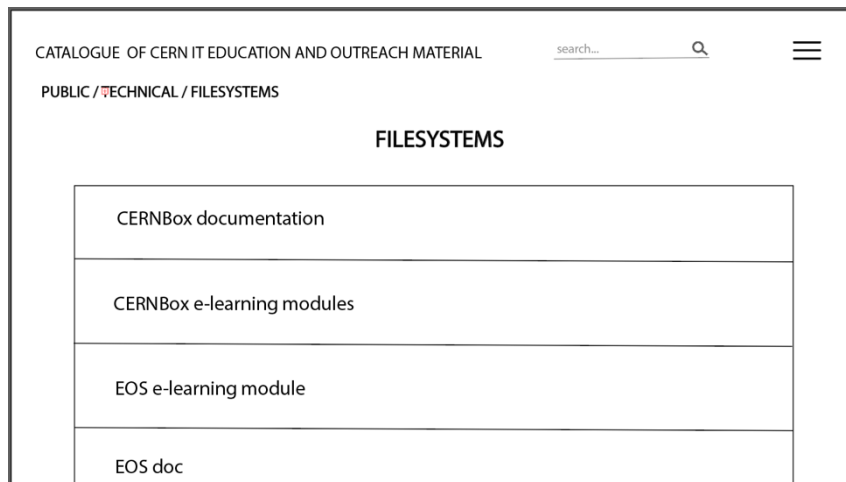 CATALOGUE OF CERN IT EDUCATION AND OUTREACH MATERIAL search...
PUBLIC / TECHNICAL / FILESYSTEMS
FILESYSTEMS
CERNBox documentation
CERNBox e-learning modules
EOS e-learning module
EOS doc